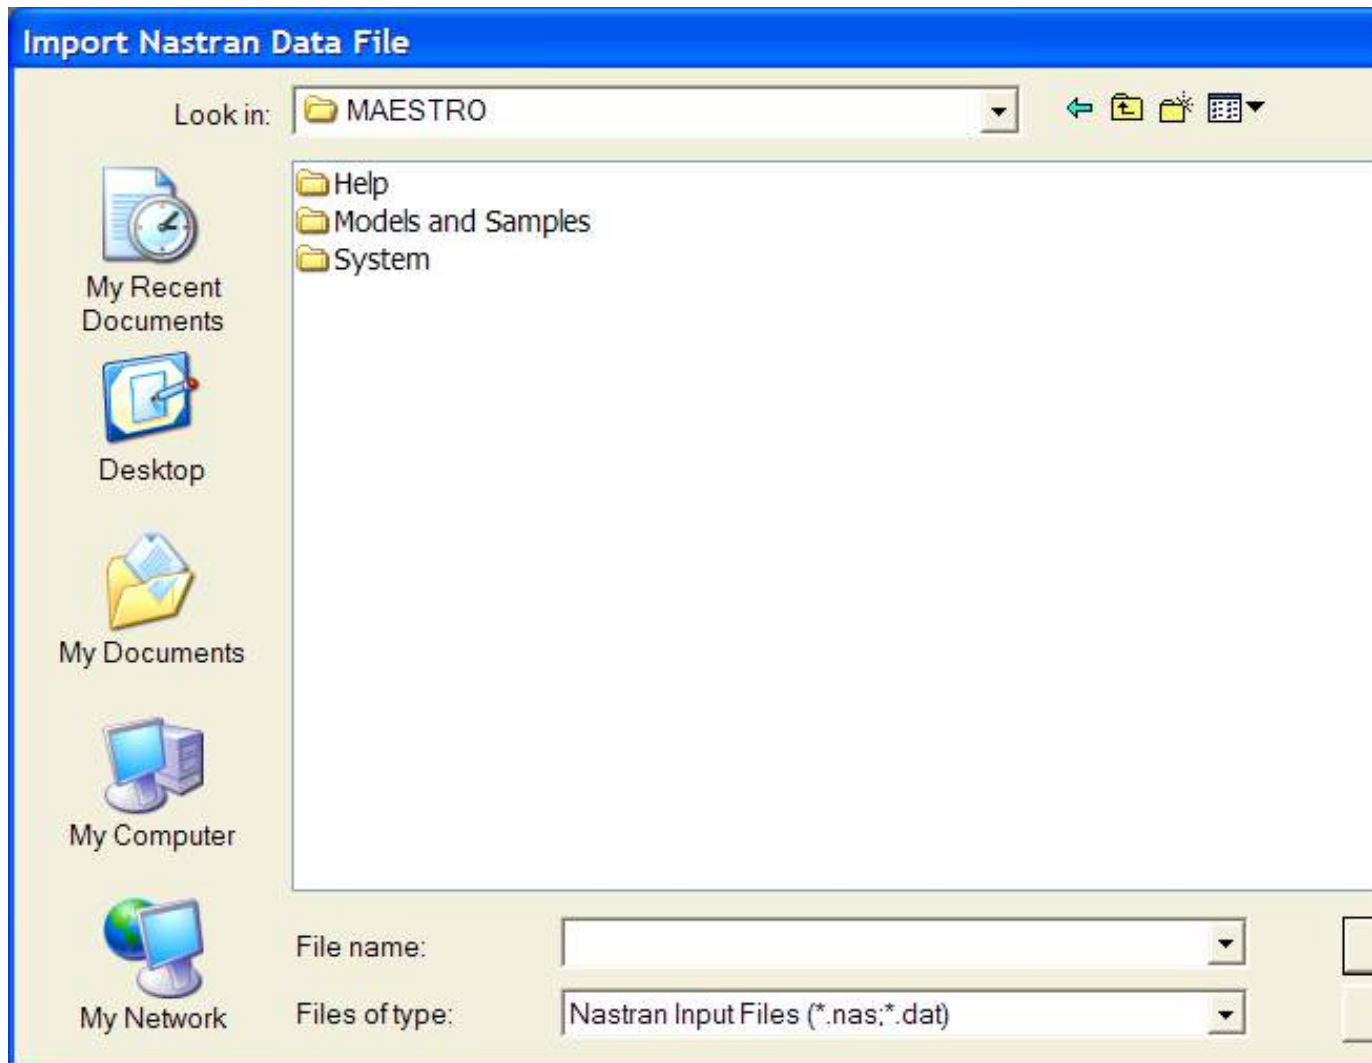 Import Nastran Data File
Look in: MAESTRO
Help
Models and Samples
System
My Recent
Documents
Desktop
My Documents
My Computer
My Network
File name:
Files of type: Nastran Input Files (*.nas;*.dat)